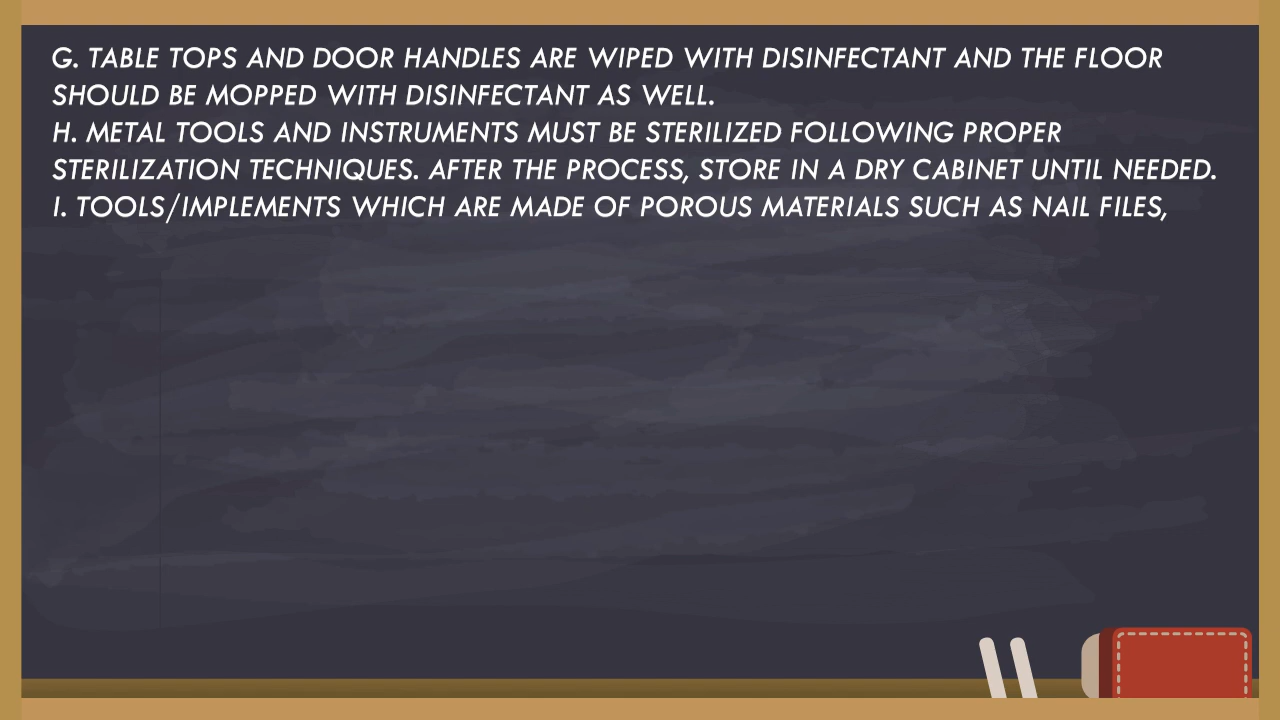 G. TABLE TOPS AND DOOR HANDLES ARE WIPED WITH DISINFECTANT AND THE FLOOR
SHOULD BE MOPPED WITH DISINFECTANT AS WELL.
H. METAL TOOLS AND INSTRUMENTS MUST BE STERILIZED FOLLOWING PROPER
STERILIZATION TECHNIQUES. AFTER THE PROCESS, STORE IN A DRY CABINET UNTIL NEEDED.
I. TOOLS/IMPLEMENTS WHICH ARE MADE OF POROUS MATERIALS SUCH AS NAIL FILES,